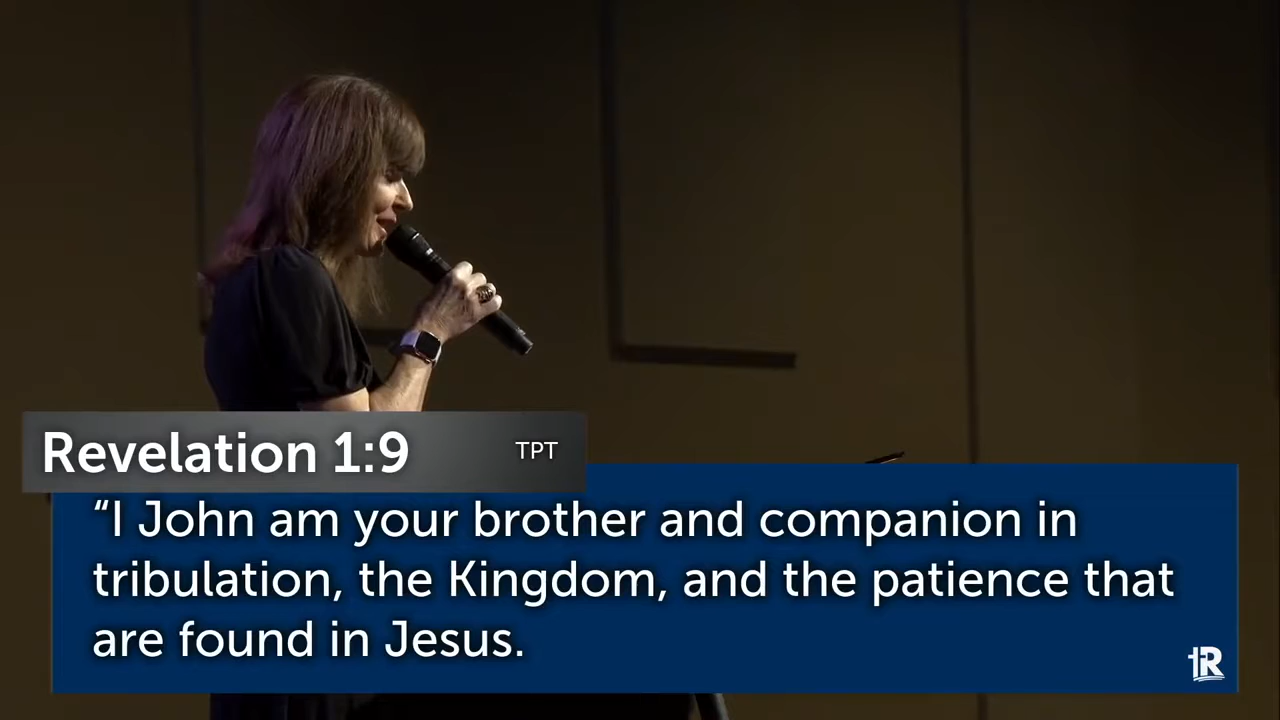 Revelation 1:9 TPT
“I John am your brother and companion in
tribulation, the Kingdom, and the patience that
are found in Jesus.
R